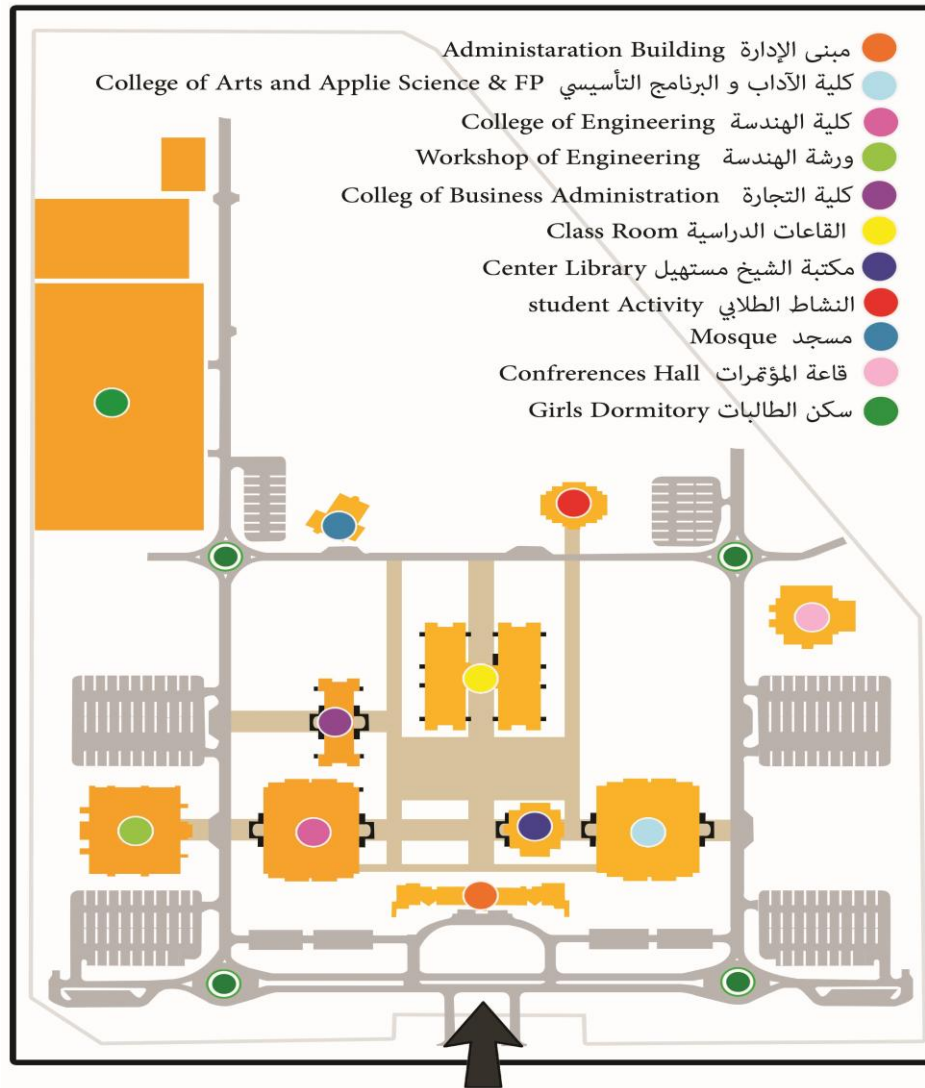 مبنى الإدارة Administaration Building
كلية الآداب و البرنامج التأسيسي College of Arts and Applie Science & FP
كلية الهندسة College of Engineering
ورشة الهندسة Workshop of Engineering
كلية التجارة Colleg of Business Administration
القاعات الدراسية Class Room
مكتبة الشيخ مستهيل Center Library
النشاط الطلابي student Activity
مسجد Mosque
قاعة المؤتمرات Confrerences Hall
سكن الطالبات Girls Dormitory